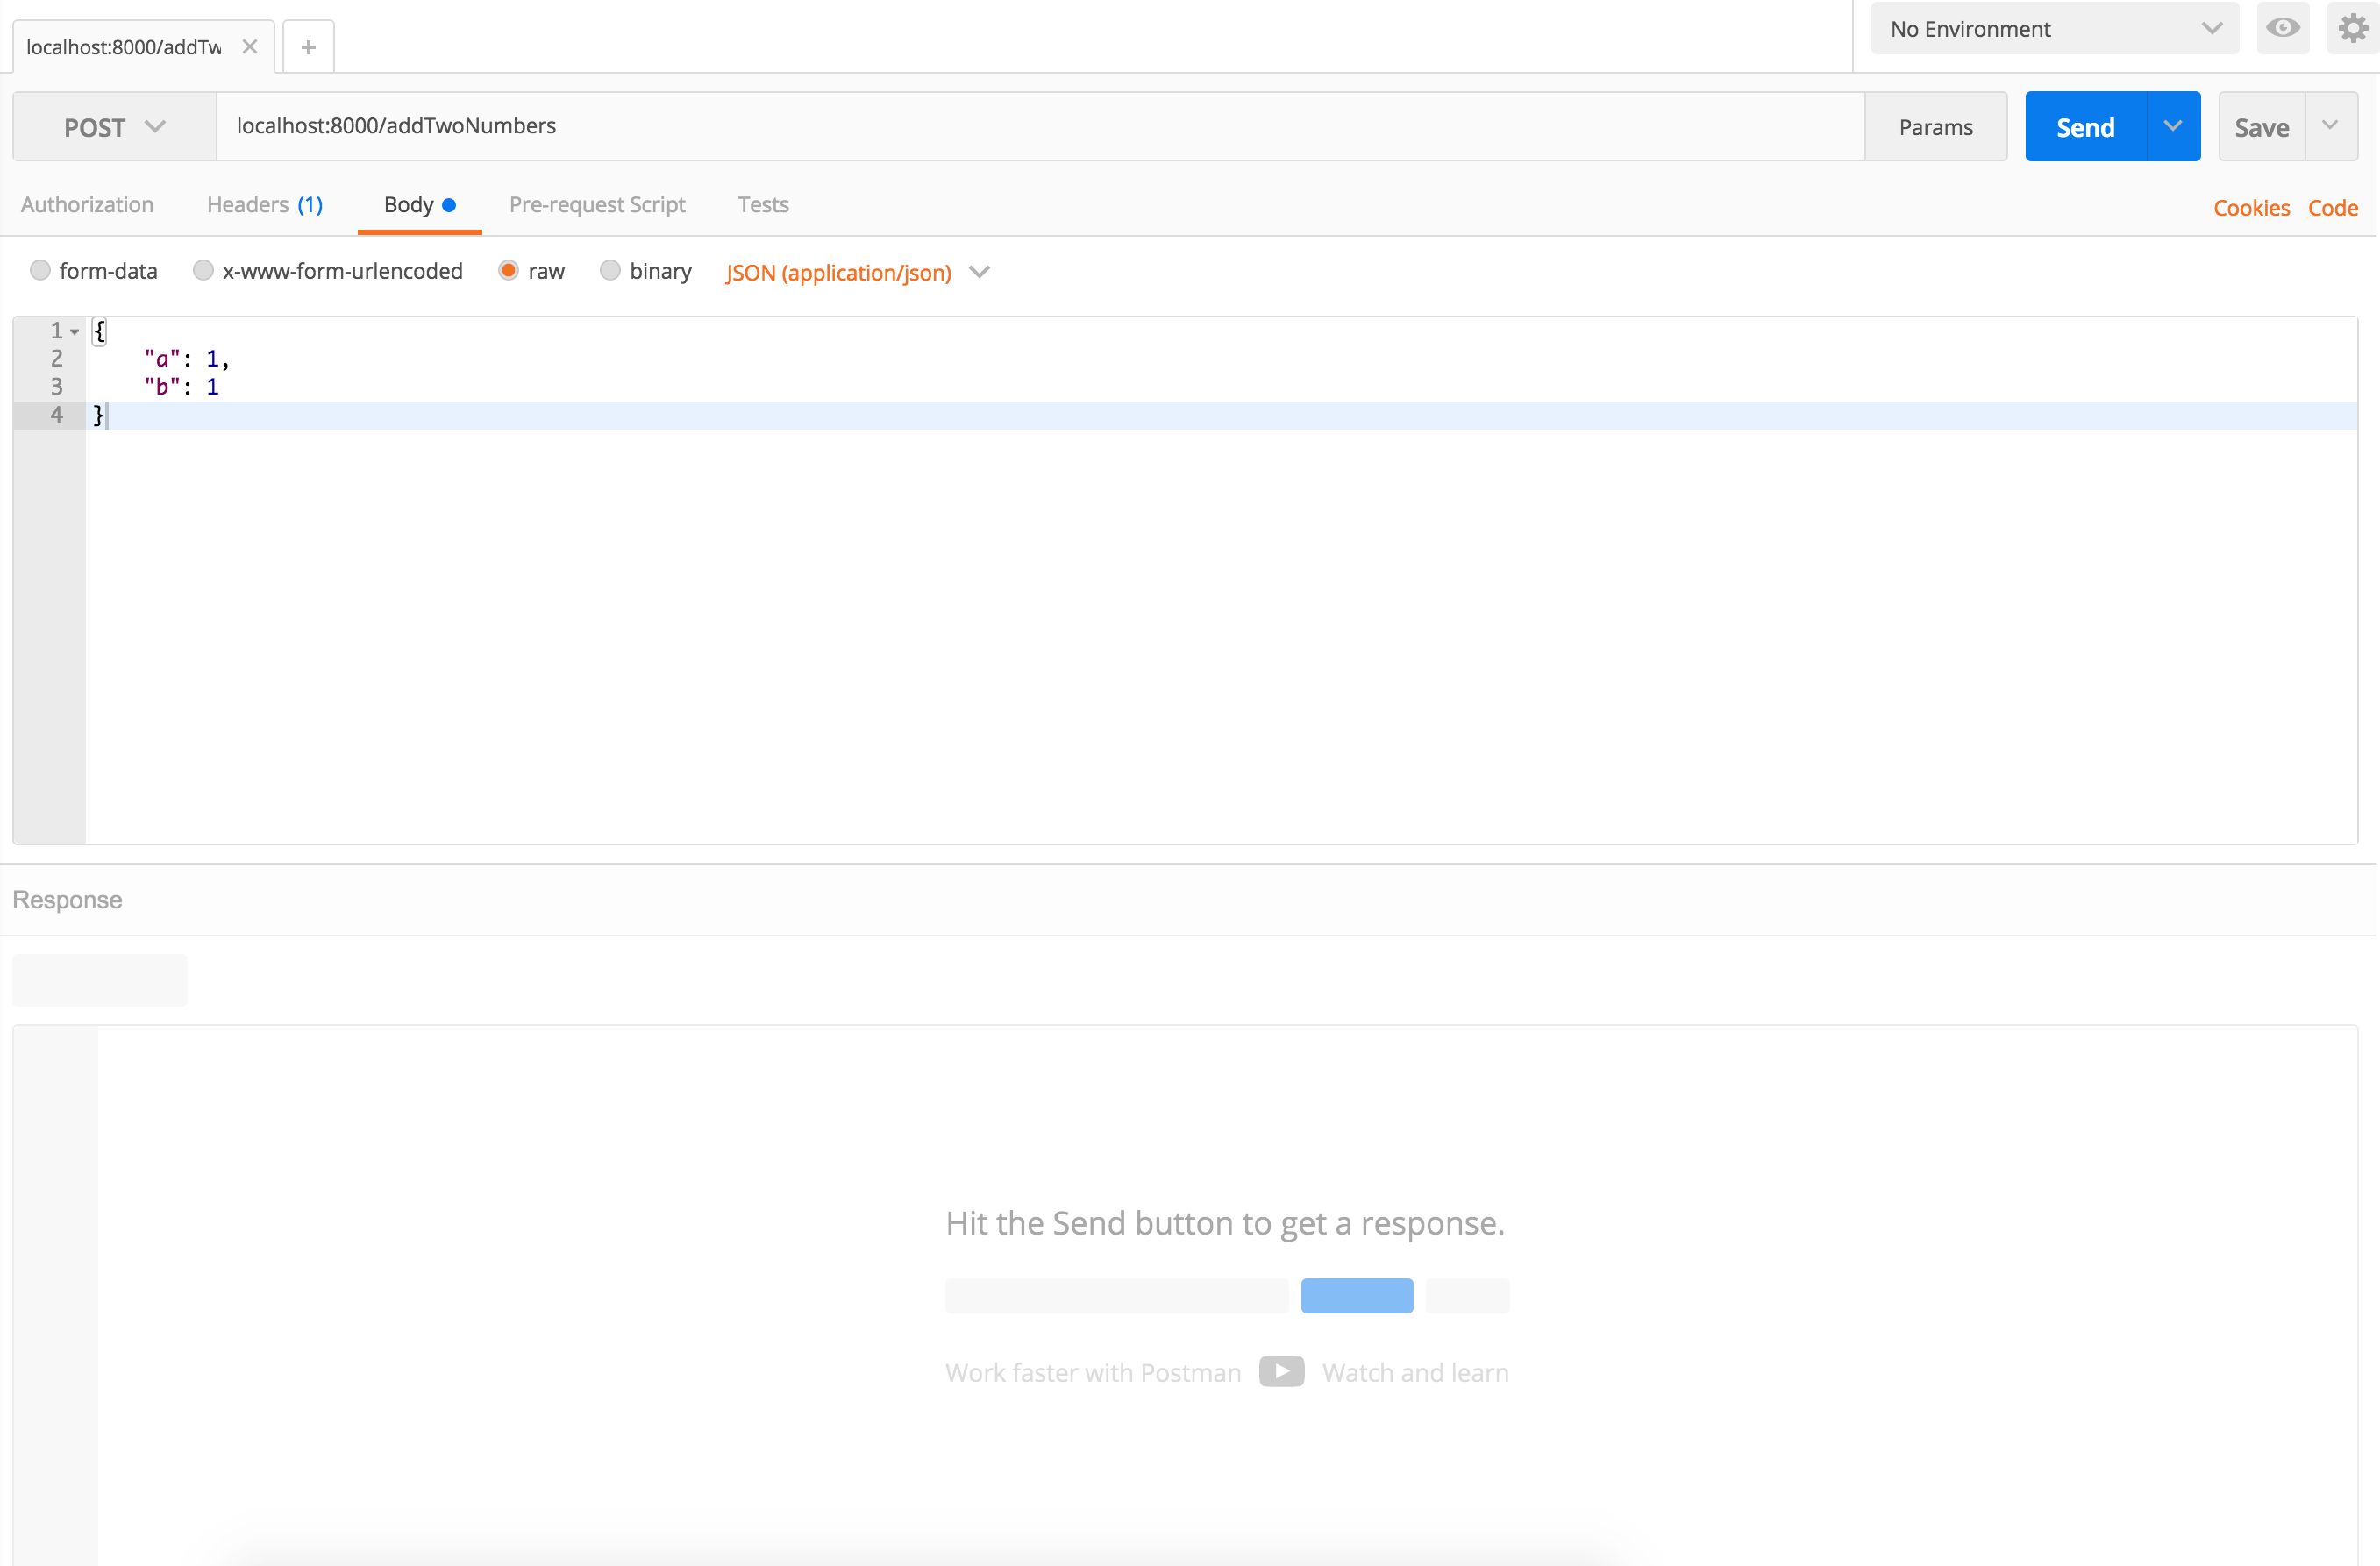 localhost:8000/addTw
No Environment
POST
localhost:8000/addTwoNumbers
Params
Send
Save
Authorization
Headers (1)
Body
Pre-request Script
Tests
Cookies
Code
form-data
x-www-form-urlencoded
raw
binary
JSON (application/json)
1 {
2 "a": 1,
3 "b": 1
4 }
Response
Hit the Send button to get a response.
Work faster with Postman
Watch and learn